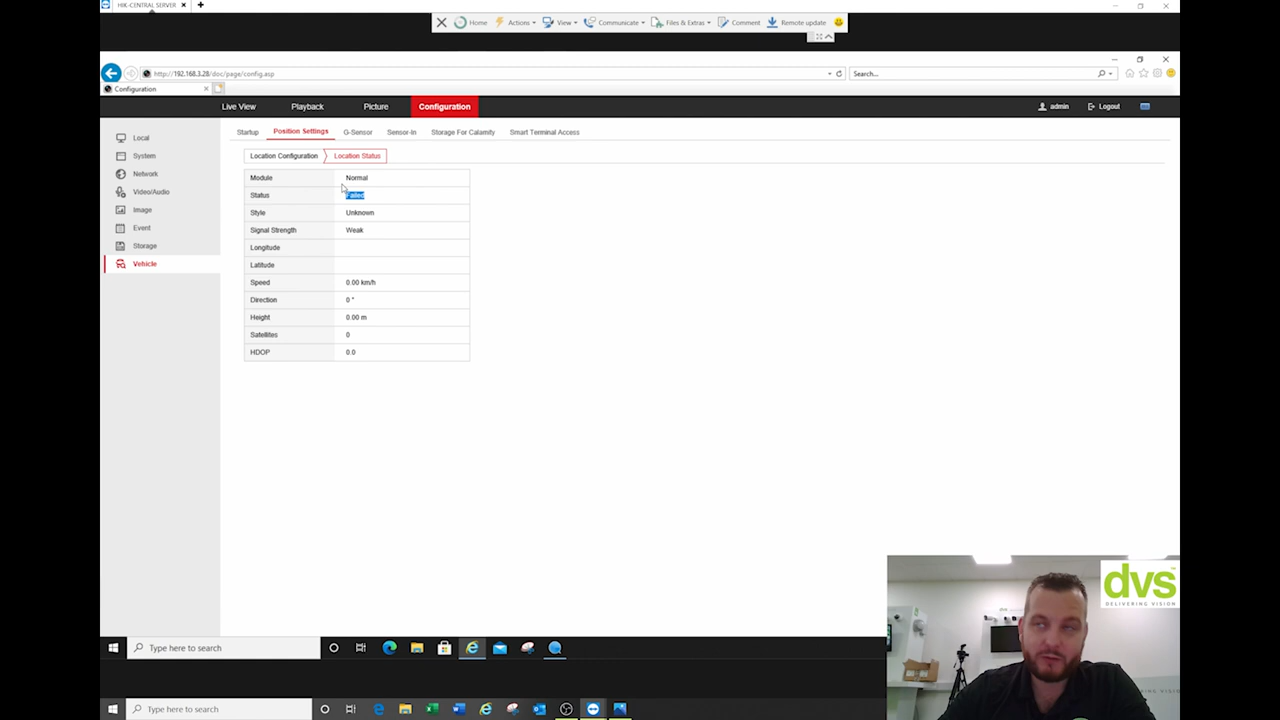 HIK-CENTRAL SERVER
Home Actions View Communicate Files & Extras Comment Remote update
http://192.168.3.28/doc/page/config.asp Search...
Configuration
Live View Playback Picture Configuration admin Logout
Startup Position Settings G-Sensor Sensor-In Storage For Calamity Smart Terminal Access
Local
System
Network
Video/Audio
Image
Event
Storage
Vehicle
Location Configuration Location Status
Module Normal
Status Failed
Style Unknown
Signal Strength Weak
Longitude
Latitude
Speed 0.00 km/h
Direction 0 °
Height 0.00 m
Satellites 0
HDOP 0.0
dvs
DELIVERING VISION
Type here to search
Type here to search